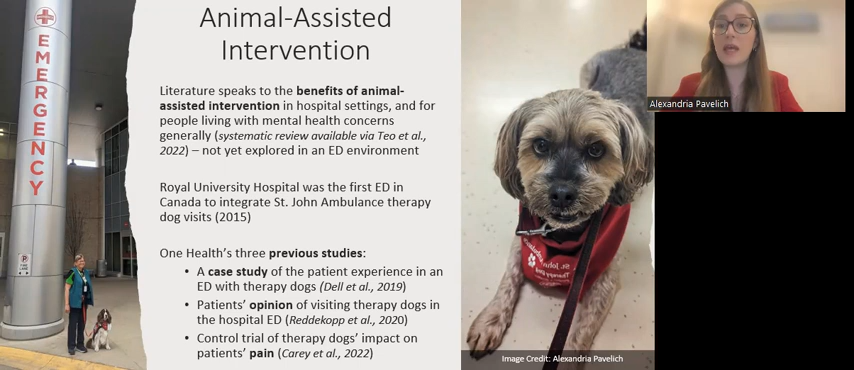 EMERGENCY
Animal-Assisted
Intervention
Literature speaks to the benefits of animal-
assisted intervention in hospital settings, and for
people living with mental health concerns
generally (systematic review available via Teo et al.,
2022) – not yet explored in an ED environment
Royal University Hospital was the first ED in
Canada to integrate St. John Ambulance therapy
dog visits (2015)
One Health's three previous studies:
• A case study of the patient experience in an
ED with therapy dogs (Dell et al., 2019)
• Patients' opinion of visiting therapy dogs in
the hospital ED (Reddekopp et al., 2020)
• Control trial of therapy dogs' impact on
patients' pain (Carey et al., 2022)
St. John
Ambulance
Therapy Dog
Image Credit: Alexandria Pavelich
Alexandria Pavelich